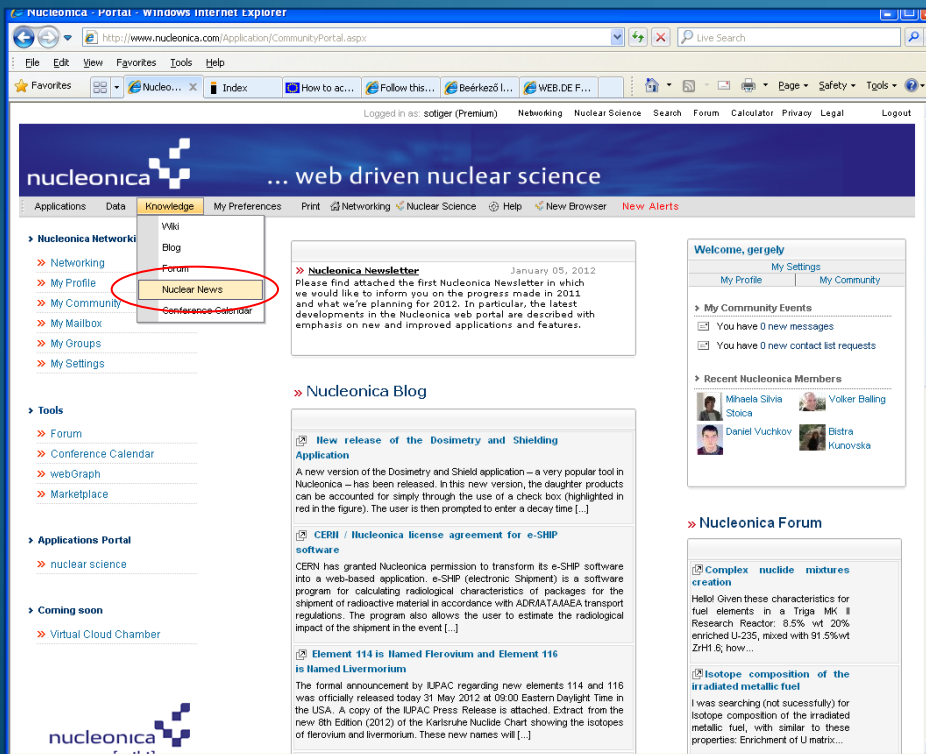 Nucleonica - Portal - Windows Internet Explorer
http://www.nucleonica.com/Application/CommunityPortal.aspx
Live Search
File Edit View Favorites Tools Help
Favorites
Nucleo...
Index
How to ac...
Follow this...
Beérkező l...
WEB.DE F...
Page
Safety
Tools
Logged in as: sotiger (Premium) Networking Nuclear Science Search Forum Calculator Privacy Legal Logout
nucleonica
... web driven nuclear science
Applications Data Knowledge My Preferences Print Networking Nuclear Science Help New Browser New Alerts
Wiki
Blog
Forum
Nuclear News
Conference Calendar
Nucleonica Networki
Networking
My Profile
My Community
My Mailbox
My Groups
My Settings
Tools
Forum
Conference Calendar
webGraph
Marketplace
Applications Portal
nuclear science
Coming soon
Virtual Cloud Chamber
nucleonica
Nucleonica Newsletter January 05, 2012
Please find attached the first Nucleonica Newsletter in which
we would like to inform you on the progress made in 2011
and what we're planning for 2012. In particular, the latest
developments in the Nucleonica web portal are described with
emphasis on new and improved applications and features.
» Nucleonica Blog
New release of the Dosimetry and Shielding
Application
A new version of the Dosimetry and Shield application – a very popular tool in
Nucleonica – has been released. In this new version, the daughter products
can be accounted for simply through the use of a check box (highlighted in
red in the figure). The user is then prompted to enter a decay time [...]
CERN / Nucleonica license agreement for e-SHIP
software
CERN has granted Nucleonica permission to transform its e-SHIP software
into a web-based application. e-SHIP (electronic Shipment) is a software
program for calculating radiological characteristics of packages for the
shipment of radioactive material in accordance with ADR/IATA/IAEA transport
regulations. The program also allows the user to estimate the radiological
impact of the shipment in the event [...]
Element 114 is Named Flerovium and Element 116
is Named Livermorium
The formal announcement by IUPAC regarding new elements 114 and 116
was officially released today 31 May 2012 at 09:00 Eastern Daylight Time in
the USA. A copy of the IUPAC Press Release is attached. Extract from the
new 8th Edition (2012) of the Karlsruhe Nuclide Chart showing the isotopes
of flerovium and livermorium. These new names will [...]
Welcome, gergely
My Settings
My Profile My Community
My Community Events
You have 0 new messages
You have 0 new contact list requests
Recent Nucleonica Members
Mihaela Silvia
Stoica
Volker Balling
Daniel Vuchkov
Bistra
Kunovska
» Nucleonica Forum
Complex nuclide mixtures
creation
Hello! Given these characteristics for
fuel elements in a Triga MK II
Research Reactor: 8.5% wt 20%
enriched U-235, mixed with 91.5%wt
ZrH1.6; how...
Isotope composition of the
irradiated metallic fuel
I was searching (not sucessfully) for
Isotope composition of the irradiated
metallic fuel, with similar to these
properties: Enrichment of U matrix...